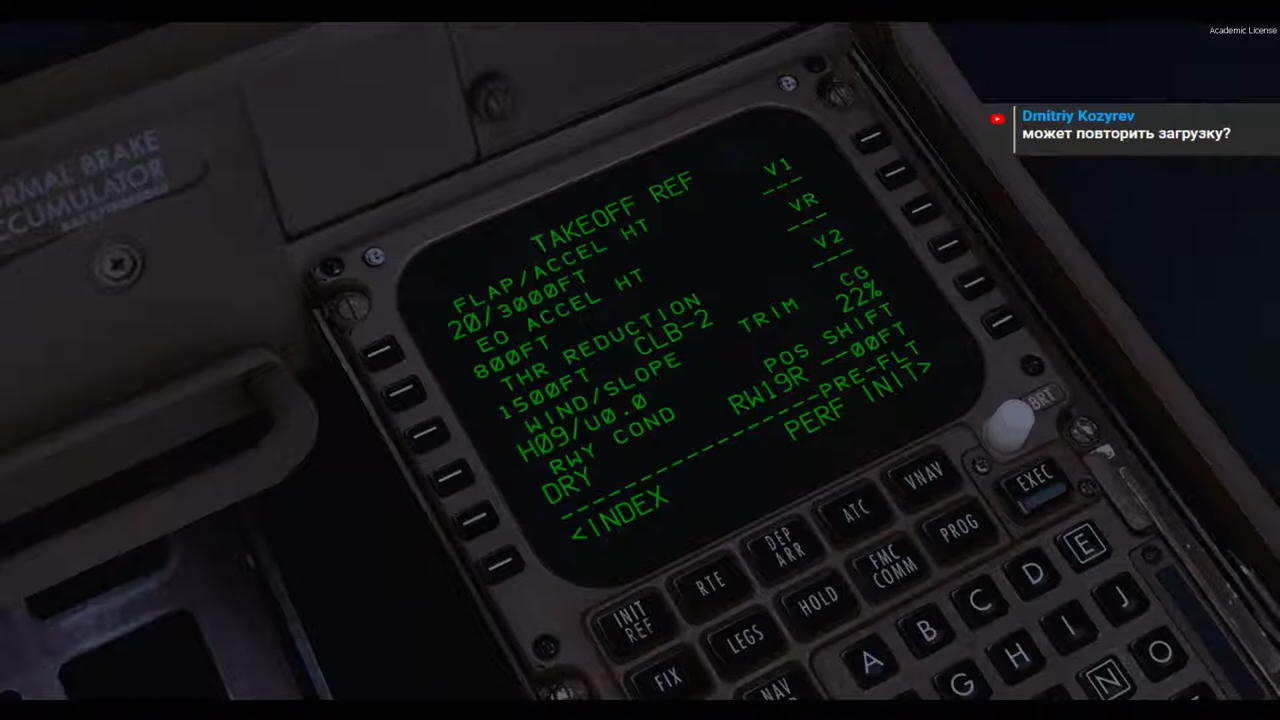 Academic License
Dmitriy Kozyrev
может повторить загрузку?
NORMAL BRAKE
ACCUMULATOR
TAKEOFF REF
FLAP/ACCEL HT V1
20/3000FT ---
EO ACCEL HT VR
800FT ---
THR REDUCTION V2
1500FT CLB-2 ---
WIND/SLOPE TRIM CG
H09/U0.0 22%
RWY COND POS SHIFT
DRY RW19R --00FT
------------PRE-FLT
<INDEX PERF INIT>
BRT
INIT REF
RTE
DEP ARR
ATC
VNAV
EXEC
FIX
LEGS
HOLD
FMC COMM
PROG
NAV
A B C D E
G H I J
N O